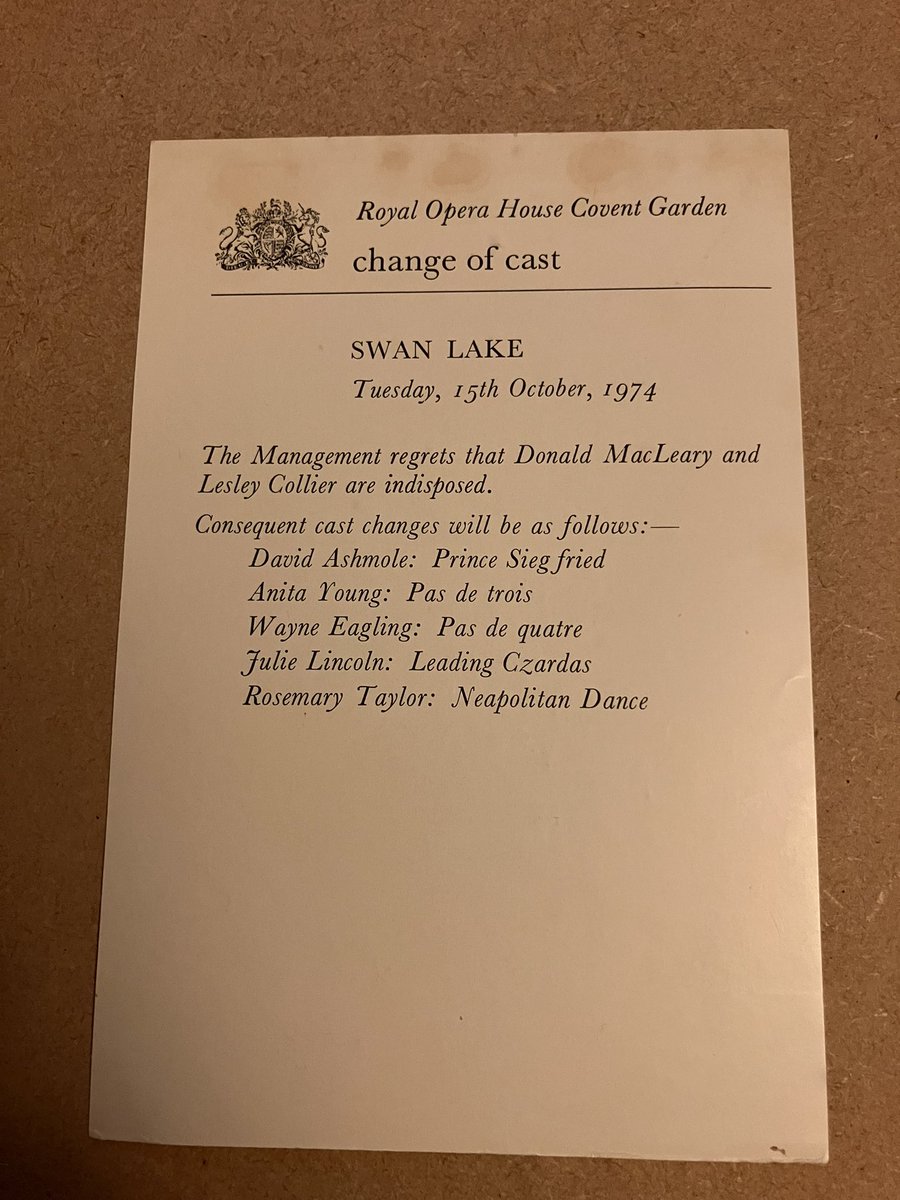 Royal Opera House Covent Garden
change of cast
SWAN LAKE
Tuesday, 15th October, 1974
The Management regrets that Donald MacLeary and
Lesley Collier are indisposed.
Consequent cast changes will be as follows:—
David Ashmole: Prince Siegfried
Anita Young: Pas de trois
Wayne Eagling: Pas de quatre
Julie Lincoln: Leading Czardas
Rosemary Taylor: Neapolitan Dance